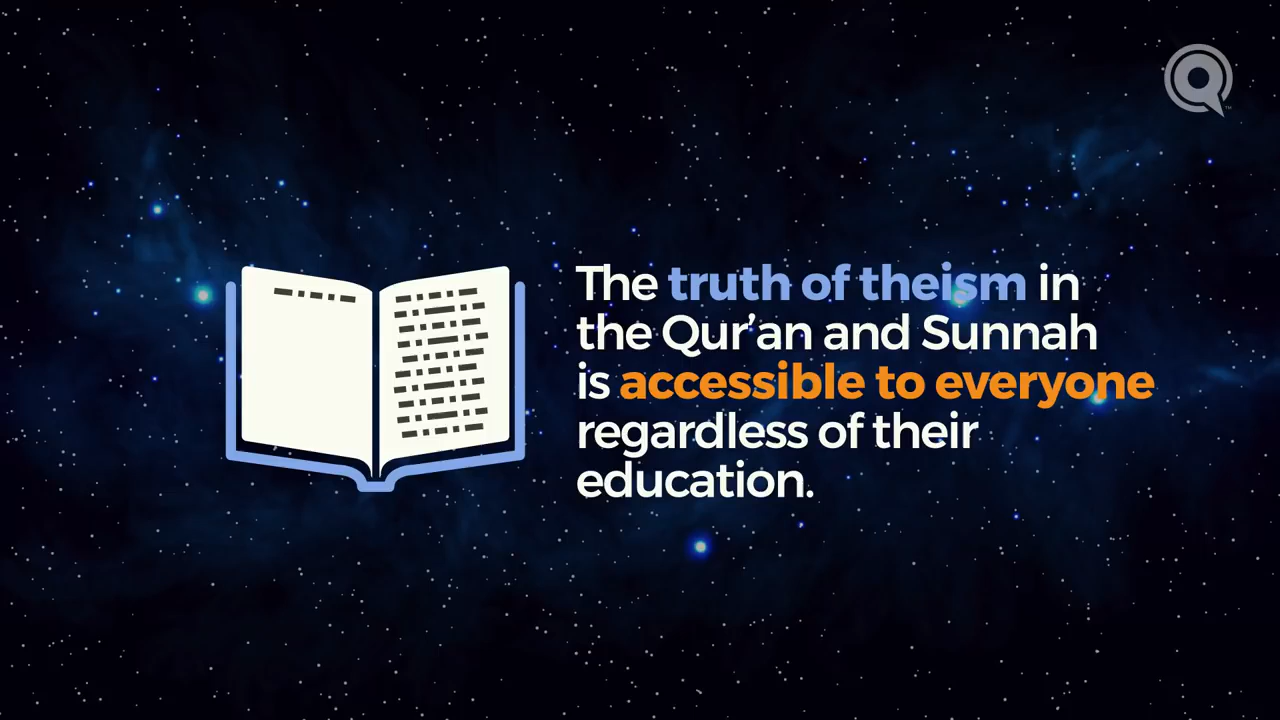 The truth of theism in
the Qur’an and Sunnah
is accessible to everyone
regardless of their
education.